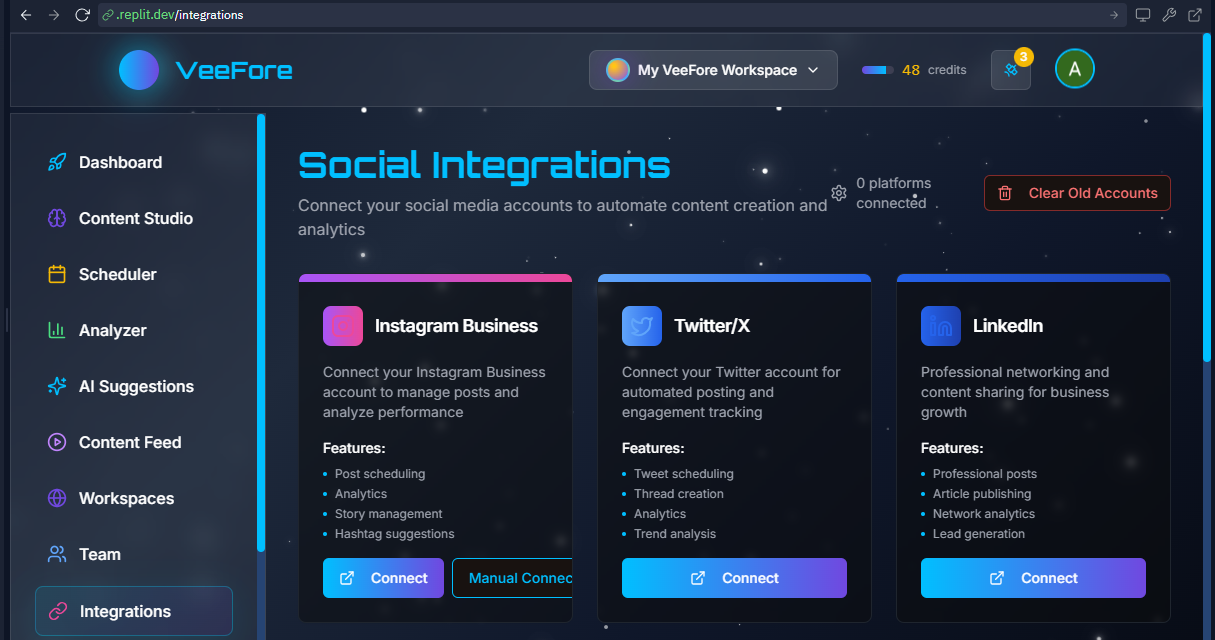 .replit.dev/integrations
VeeFore
My VeeFore Workspace
48 credits
3
A
Dashboard
Content Studio
Scheduler
Analyzer
AI Suggestions
Content Feed
Workspaces
Team
Integrations
Social Integrations
Connect your social media accounts to automate content creation and
analytics
0 platforms
connected
Clear Old Accounts
Instagram Business
Connect your Instagram Business
account to manage posts and
analyze performance
Features:
• Post scheduling
• Analytics
• Story management
• Hashtag suggestions
Connect
Manual Connec
Twitter/X
Connect your Twitter account for
automated posting and
engagement tracking
Features:
• Tweet scheduling
• Thread creation
• Analytics
• Trend analysis
Connect
LinkedIn
Professional networking and
content sharing for business
growth
Features:
• Professional posts
• Article publishing
• Network analytics
• Lead generation
Connect